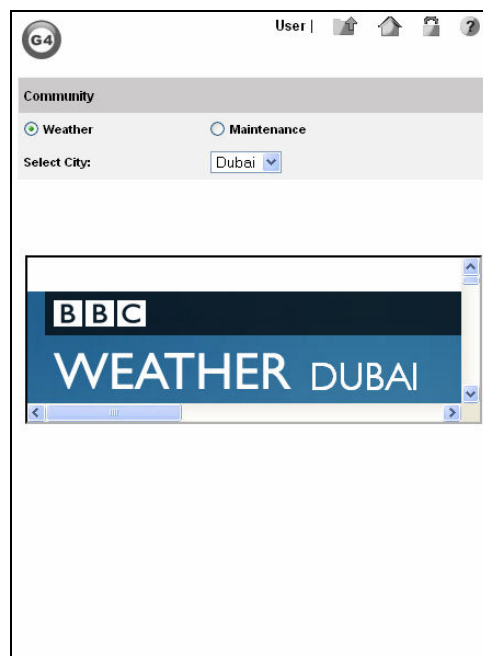 G4
User |
?
Community
Weather
Maintenance
Select City:
Dubai
BBC
WEATHER DUBAI